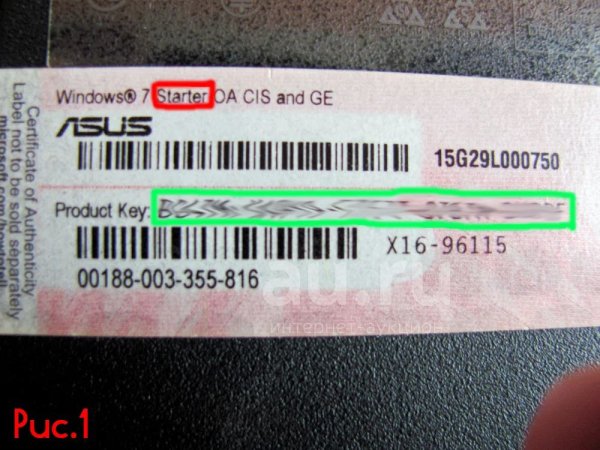 Windows® 7 Starter OA CIS and GE
ASUS
15G29L000750
Product Key:
X16-96115
00188-003-355-816
Certificate of Authenticity
Label not to be sold separately
au.ru
интернет-аукцион
Рис.1